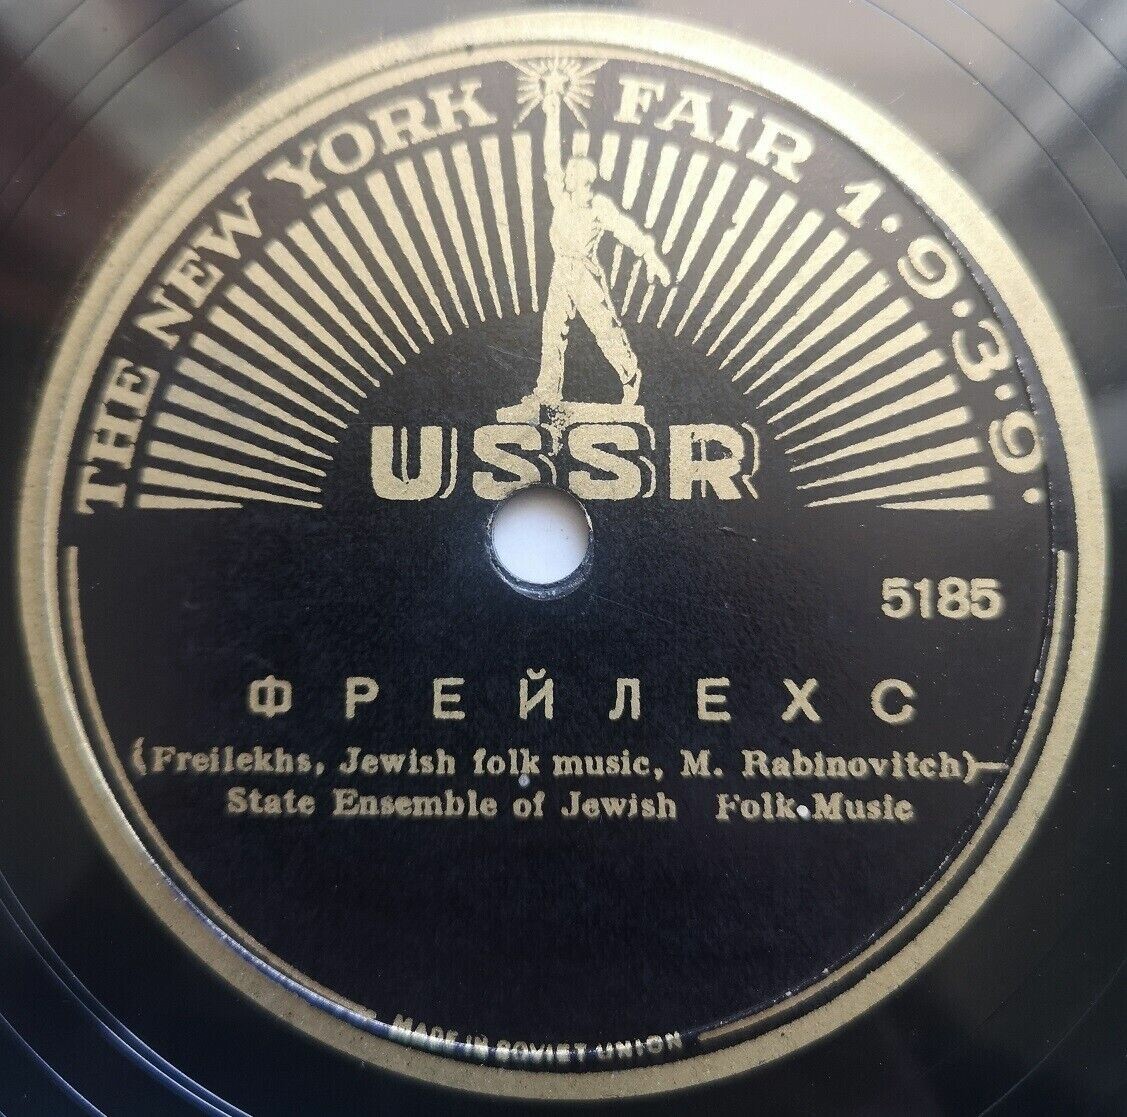 THE NEW YORK FAIR 1·9·3·9·
USSR
5185
ФРЕЙЛЕХС
(Freilekhs, Jewish folk music, M. Rabinovitch)—
State Ensemble of Jewish Folk Music
MADE IN SOVIET UNION